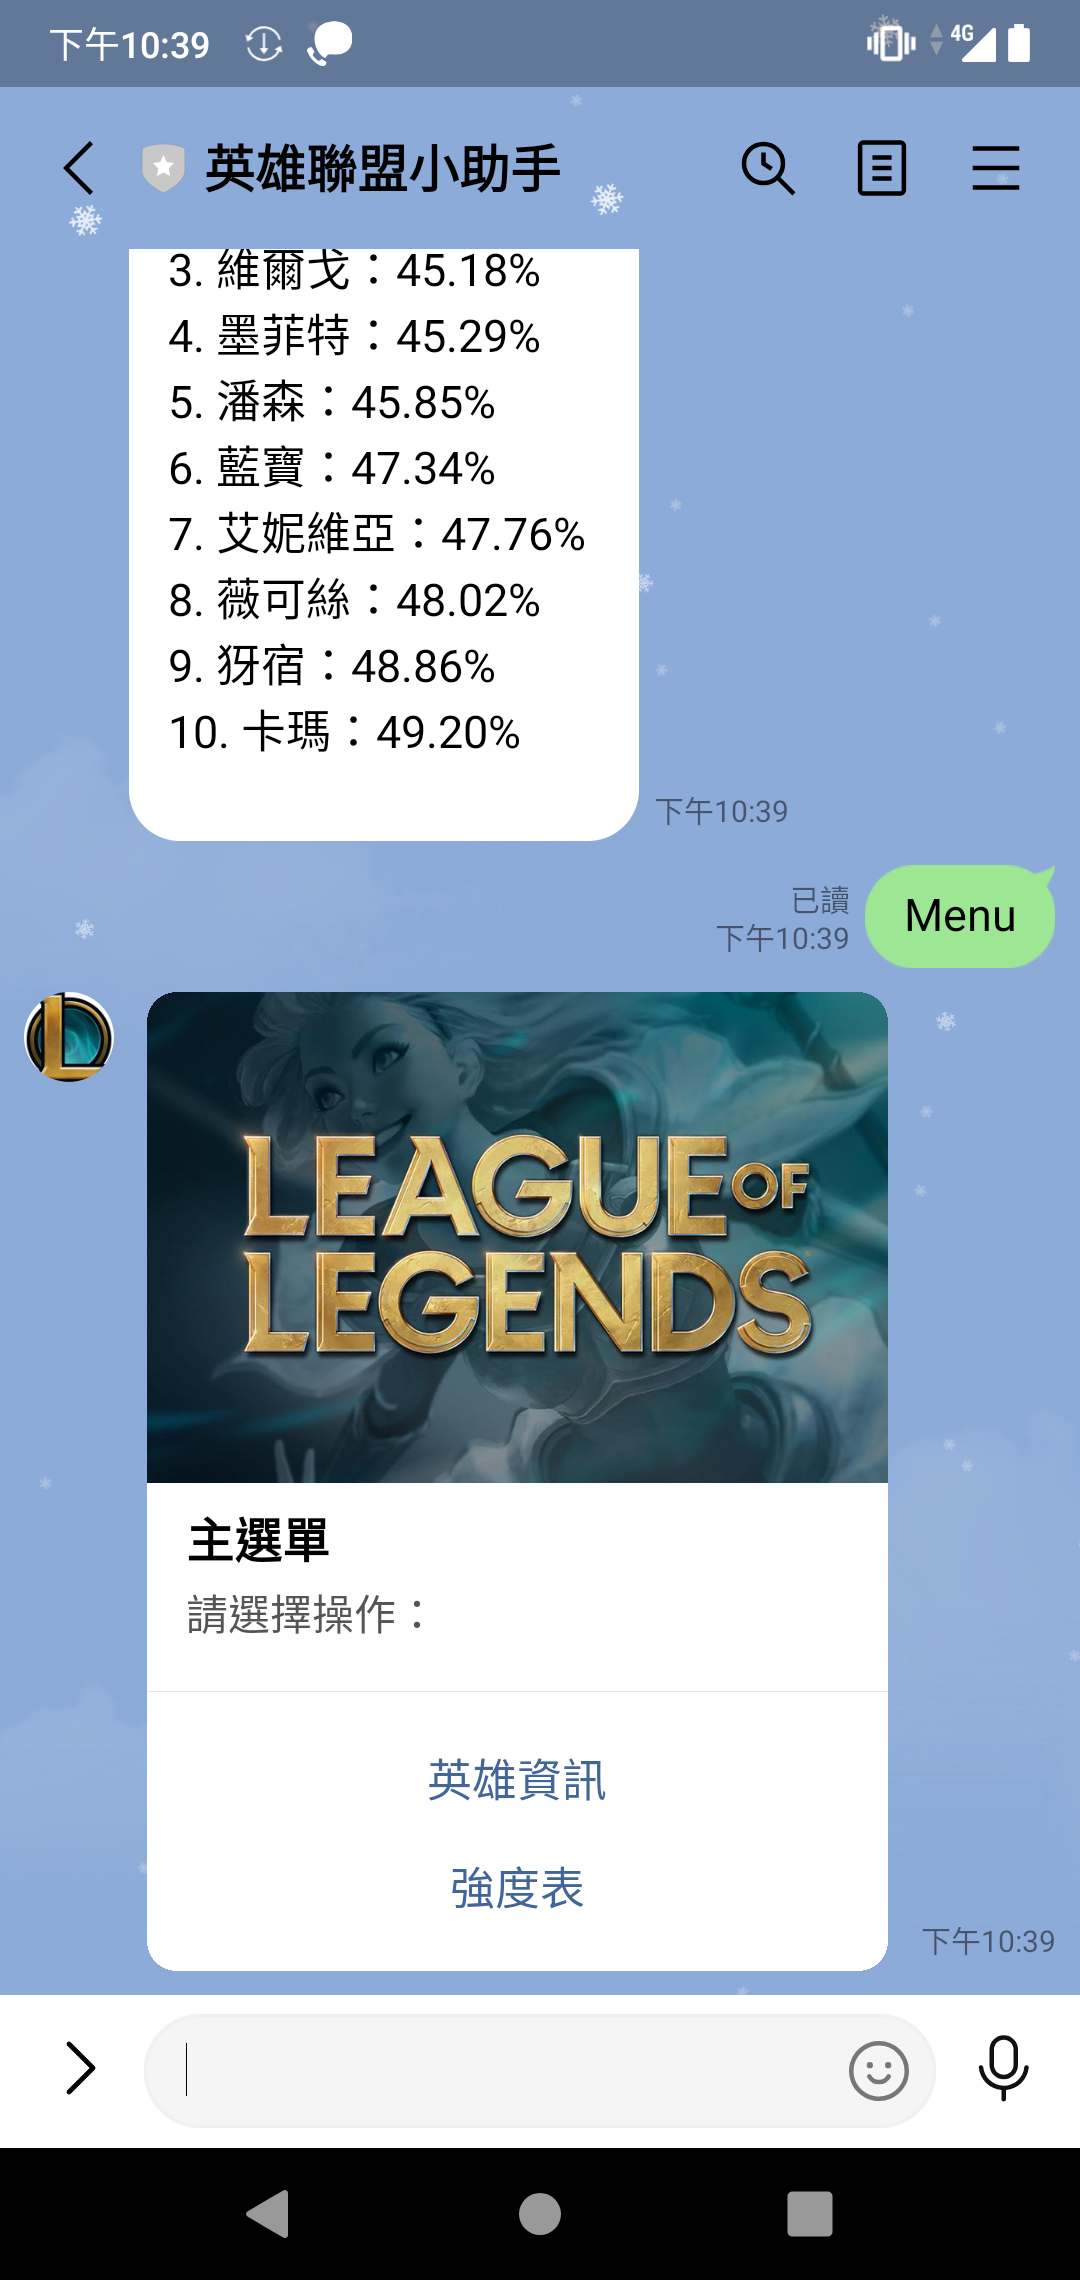 下午10:39
4G
英雄聯盟小助手
3. 維爾戈：45.18%
4. 墨菲特：45.29%
5. 潘森：45.85%
6. 藍寶：47.34%
7. 艾妮維亞：47.76%
8. 薇可絲：48.02%
9. 犽宿：48.86%
10. 卡瑪：49.20%
下午10:39
已讀
下午10:39
Menu
LEAGUE OF
LEGENDS
主選單
請選擇操作：
英雄資訊
強度表
下午10:39